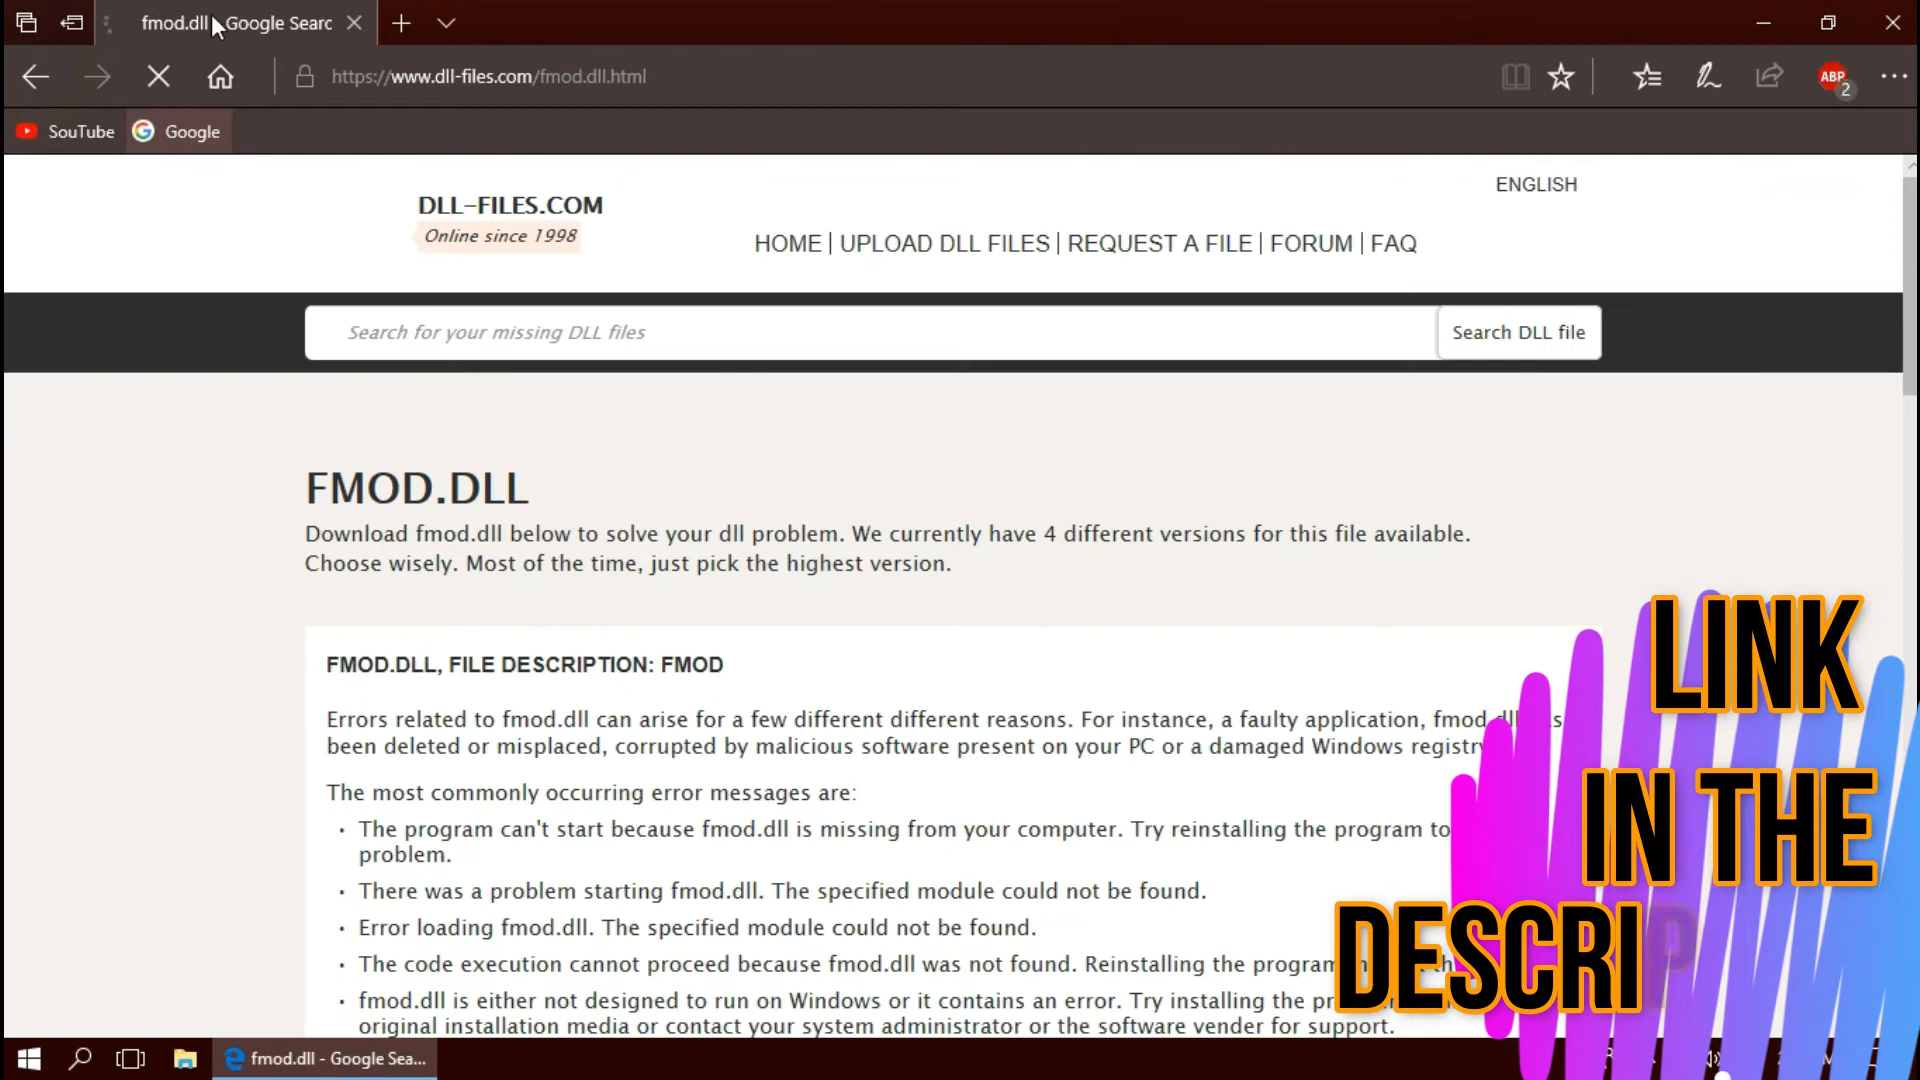 fmod.dll - Google Searc
https://www.dll-files.com/fmod.dll.html
ABP
2
SouTube
Google
ENGLISH
DLL-FILES.COM
Online since 1998
HOME | UPLOAD DLL FILES | REQUEST A FILE | FORUM | FAQ
Search for your missing DLL files
Search DLL file
FMOD.DLL
Download fmod.dll below to solve your dll problem. We currently have 4 different versions for this file available.
Choose wisely. Most of the time, just pick the highest version.
FMOD.DLL, FILE DESCRIPTION: FMOD
Errors related to fmod.dll can arise for a few different different reasons. For instance, a faulty application,
been deleted or misplaced, corrupted by malicious software present on your PC or a damaged Windows registry
The most commonly occurring error messages are:
· The program can't start because fmod.dll is missing from your computer. Try reinstalling the program to
problem.
· There was a problem starting fmod.dll. The specified module could not be found.
· Error loading fmod.dll. The specified module could not be found.
· The code execution cannot proceed because fmod.dll was not found. Reinstalling the program
· fmod.dll is either not designed to run on Windows or it contains an error. Try installing the
original installation media or contact your system administrator or the software vender for support.
LINK
IN THE
DESCRIP
fmod.dll - Google Sea...